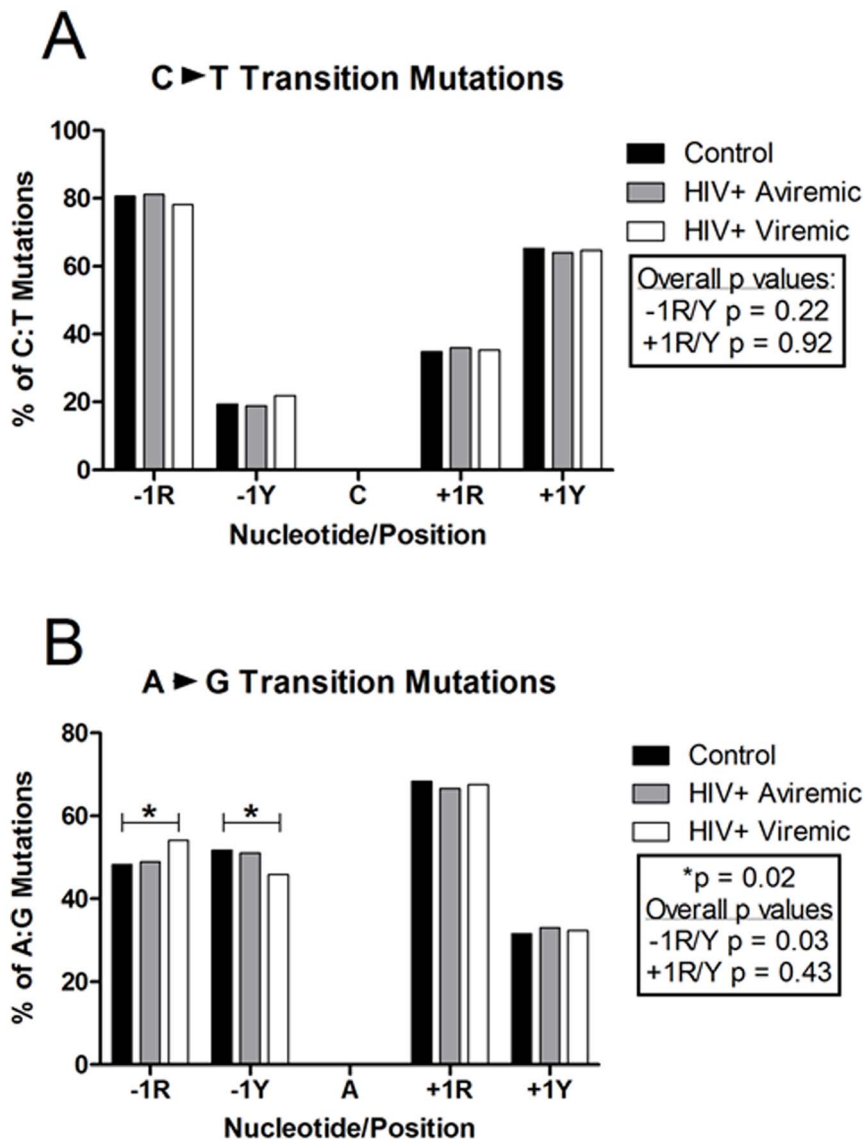 A
C►T Transition Mutations
% of C:T Mutations
100
80
60
40
20
0
-1R -1Y C +1R +1Y
Nucleotide/Position
Control
HIV+ Aviremic
HIV+ Viremic
Overall p values:
-1R/Y p = 0.22
+1R/Y p = 0.92
B
A ► G Transition Mutations
% of A:G Mutations
80
60
40
20
0
* *
-1R -1Y A +1R +1Y
Nucleotide/Position
Control
HIV+ Aviremic
HIV+ Viremic
*p = 0.02
Overall p values
-1R/Y p = 0.03
+1R/Y p = 0.43